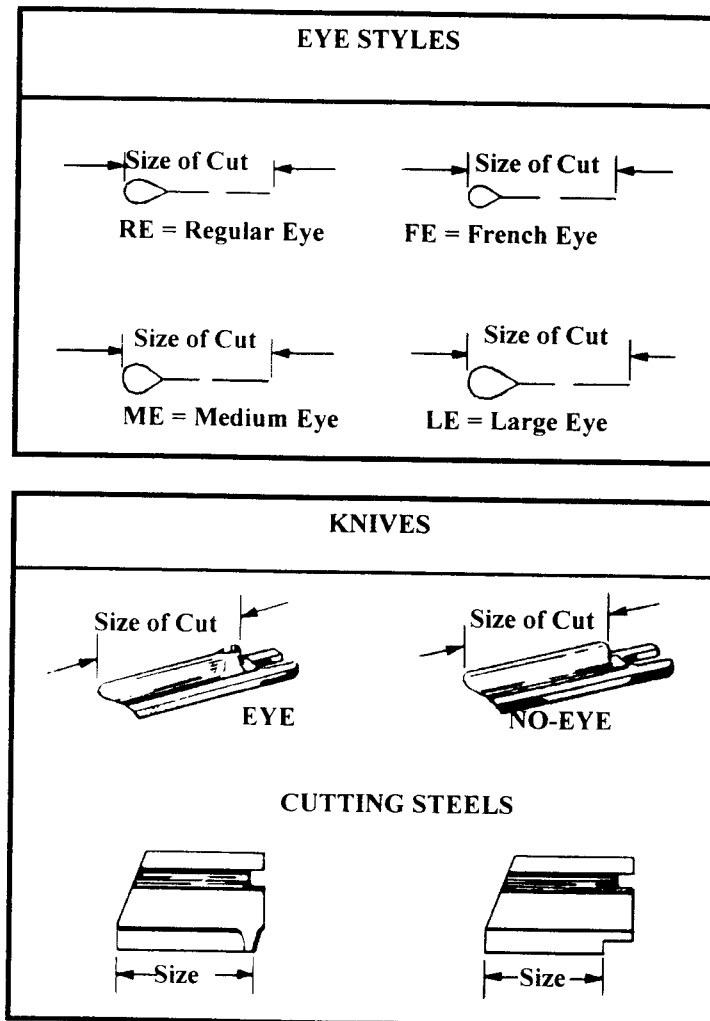 EYE STYLES
Size of Cut
Size of Cut
RE = Regular Eye
FE = French Eye
Size of Cut
Size of Cut
ME = Medium Eye
LE = Large Eye
KNIVES
Size of Cut
Size of Cut
EYE
NO-EYE
CUTTING STEELS
Size
Size